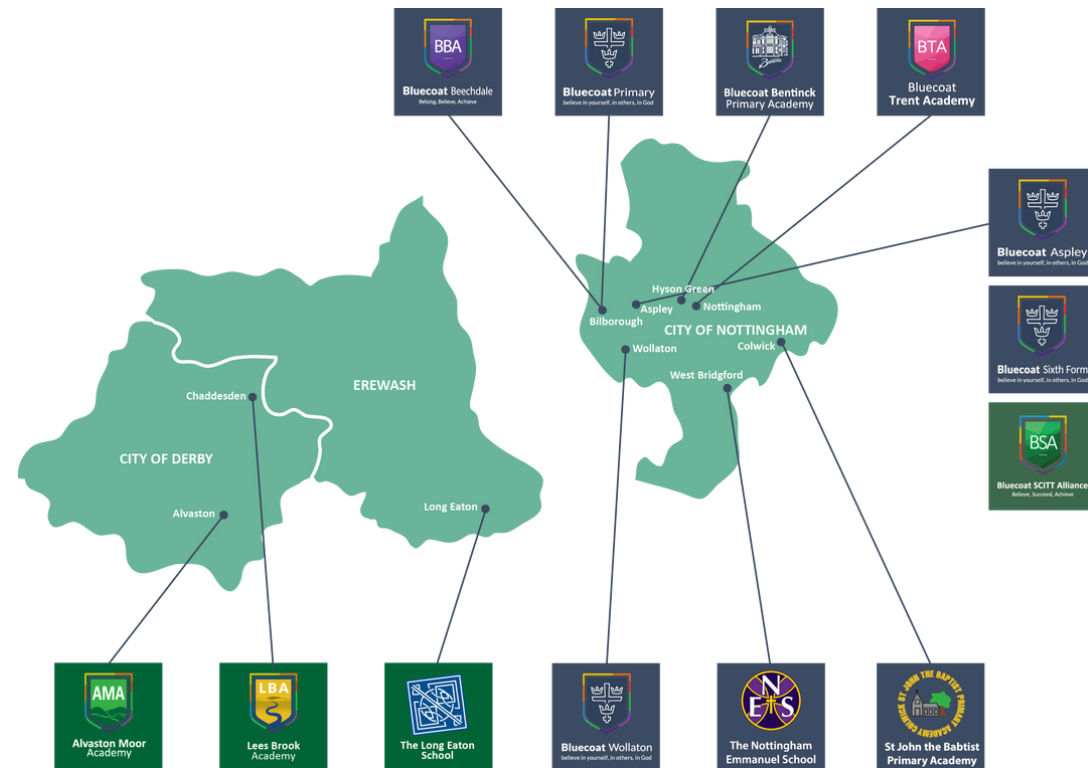 BBA
Bluecoat Beechdale
Belong, Believe, Achieve
Bluecoat Primary
believe in yourself, in others, in God
Bluecoat Bentinck
Primary Academy
BTA
Bluecoat
Trent Academy
Bluecoat Aspley
believe in yourself, in others, in God
Bluecoat Sixth Form
believe in yourself, in others, in God
BSA
Bluecoat SCITT Alliance
Believe, Succeed, Achieve
Hyson Green
Aspley
Nottingham
Bilborough
CITY OF NOTTINGHAM
Wollaton
Colwick
West Bridgford
EREWASH
Chaddesden
CITY OF DERBY
Alvaston
Long Eaton
AMA
Alvaston Moor
Academy
LBA
Lees Brook
Academy
The Long Eaton
School
Bluecoat Wollaton
believe in yourself, in others, in God
N
E S
The Nottingham
Emmanuel School
COLWICK ST JOHN THE BAPTIST PRIMARY ACADEMY
St John the Babtist
Primary Academy